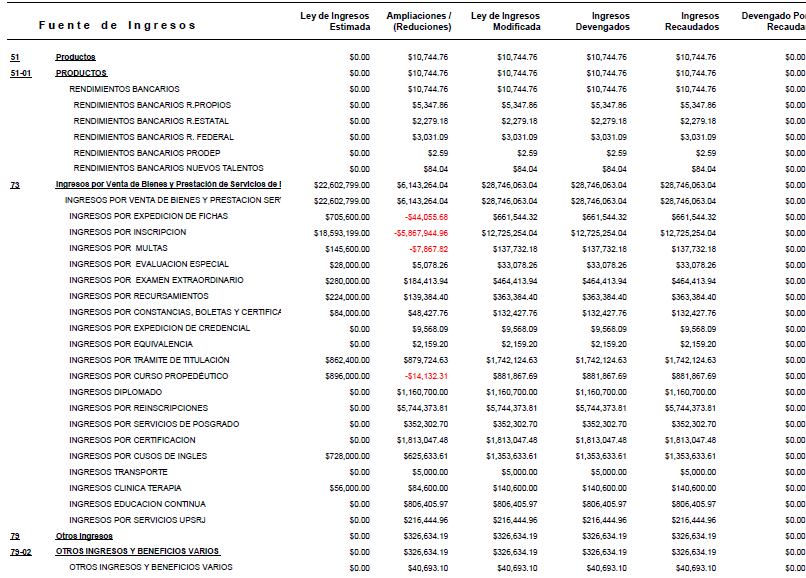 Fuente de Ingresos Ley de Ingresos Estimada Ampliaciones / (Reducciones) Ley de Ingresos Modificada Ingresos Devengados Ingresos Recaudados Devengado
51 Productos $0.00 $10,744.76 $10,744.76 $10,744.76 $10,744.76 $0.00
51-01 PRODUCTOS $0.00 $10,744.76 $10,744.76 $10,744.76 $10,744.76 $0.00
RENDIMIENTOS BANCARIOS $0.00 $10,744.76 $10,744.76 $10,744.76 $10,744.76 $0.00
RENDIMIENTOS BANCARIOS R.PROPIOS $0.00 $5,347.86 $5,347.86 $5,347.86 $5,347.86 $0.00
RENDIMIENTOS BANCARIOS R.ESTATAL $0.00 $2,279.18 $2,279.18 $2,279.18 $2,279.18 $0.00
RENDIMIENTOS BANCARIOS R. FEDERAL $0.00 $3,031.09 $3,031.09 $3,031.09 $3,031.09 $0.00
RENDIMIENTOS BANCARIOS PRODEP $0.00 $2.59 $2.59 $2.59 $2.59 $0.00
RENDIMIENTOS BANCARIOS NUEVOS TALENTOS $0.00 $84.04 $84.04 $84.04 $84.04 $0.00
73 Ingresos por Venta de Bienes y Prestación de Servicios de $22,602,799.00 $6,143,264.04 $28,746,063.04 $28,746,063.04 $28,746,063.04 $0.00
INGRESOS POR VENTA DE BIENES Y PRESTACION SER $22,602,799.00 $6,143,264.04 $28,746,063.04 $28,746,063.04 $28,746,063.04 $0.00
INGRESOS POR EXPEDICION DE FICHAS $705,600.00 -$44,055.68 $661,544.32 $661,544.32 $661,544.32 $0.00
INGRESOS POR INSCRIPCION $18,593,199.00 -$5,867,944.96 $12,725,254.04 $12,725,254.04 $12,725,254.04 $0.00
INGRESOS POR MULTAS $145,600.00 -$7,867.82 $137,732.18 $137,732.18 $137,732.18 $0.00
INGRESOS POR EVALUACION ESPECIAL $28,000.00 $5,078.26 $33,078.26 $33,078.26 $33,078.26 $0.00
INGRESOS POR EXAMEN EXTRAORDINARIO $280,000.00 $184,413.94 $464,413.94 $464,413.94 $464,413.94 $0.00
INGRESOS POR RECURSAMIENTOS $224,000.00 $139,384.40 $363,384.40 $363,384.40 $363,384.40 $0.00
INGRESOS POR CONSTANCIAS, BOLETAS Y CERTIFICA $84,000.00 $48,427.76 $132,427.76 $132,427.76 $132,427.76 $0.00
INGRESOS POR EXPEDICION DE CREDENCIAL $0.00 $9,568.09 $9,568.09 $9,568.09 $9,568.09 $0.00
INGRESOS POR EQUIVALENCIA $0.00 $2,159.20 $2,159.20 $2,159.20 $2,159.20 $0.00
INGRESOS POR TRÁMITE DE TITULACIÓN $862,400.00 $879,724.63 $1,742,124.63 $1,742,124.63 $1,742,124.63 $0.00
INGRESOS POR CURSO PROPEDÉUTICO $896,000.00 -$14,132.31 $881,867.69 $881,867.69 $881,867.69 $0.00
INGRESOS DIPLOMADO $0.00 $1,160,700.00 $1,160,700.00 $1,160,700.00 $1,160,700.00 $0.00
INGRESOS POR REINSCRIPCIONES $0.00 $5,744,373.81 $5,744,373.81 $5,744,373.81 $5,744,373.81 $0.00
INGRESOS POR SERVICIOS DE POSGRADO $0.00 $352,302.70 $352,302.70 $352,302.70 $352,302.70 $0.00
INGRESOS POR CERTIFICACION $0.00 $1,813,047.48 $1,813,047.48 $1,813,047.48 $1,813,047.48 $0.00
INGRESOS POR CUSOS DE INGLES $728,000.00 $625,633.61 $1,353,633.61 $1,353,633.61 $1,353,633.61 $0.00
INGRESOS TRANSPORTE $0.00 $5,000.00 $5,000.00 $5,000.00 $5,000.00 $0.00
INGRESOS CLINICA TERAPIA $56,000.00 $84,600.00 $140,600.00 $140,600.00 $140,600.00 $0.00
INGRESOS EDUCACION CONTINUA $0.00 $806,405.97 $806,405.97 $806,405.97 $806,405.97 $0.00
INGRESOS POR SERVICIOS UPSRJ $0.00 $216,444.96 $216,444.96 $216,444.96 $216,444.96 $0.00
79 Otros Ingresos $0.00 $326,634.19 $326,634.19 $326,634.19 $326,634.19 $0.00
79-02 OTROS INGRESOS Y BENEFICIOS VARIOS $0.00 $326,634.19 $326,634.19 $326,634.19 $326,634.19 $0.00
OTROS INGRESOS Y BENEFICIOS VARIOS $0.00 $40,693.10 $40,693.10 $40,693.10 $40,693.10 $0.00